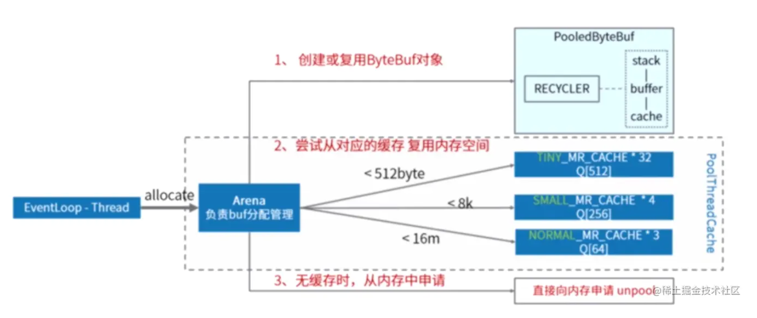 PooledByteBuf
1、 创建或复用ByteBuf对象
stack
RECYCLER
buffer
cache
2、尝试从对应的缓存 复用内存空间
TINY_MR_CACHE * 32
Q[512]
< 512byte
allocate
EventLoop - Thread
Arena
负责buf分配管理
< 8k
SMALL_MR_CACHE * 4
Q[256]
< 16m
NORMAL_MR_CACHE * 3
Q[64]
PoolThreadCache
3、无缓存时，从内存中申请
直接向内存申请 unpool
@稀土掘金技术社区